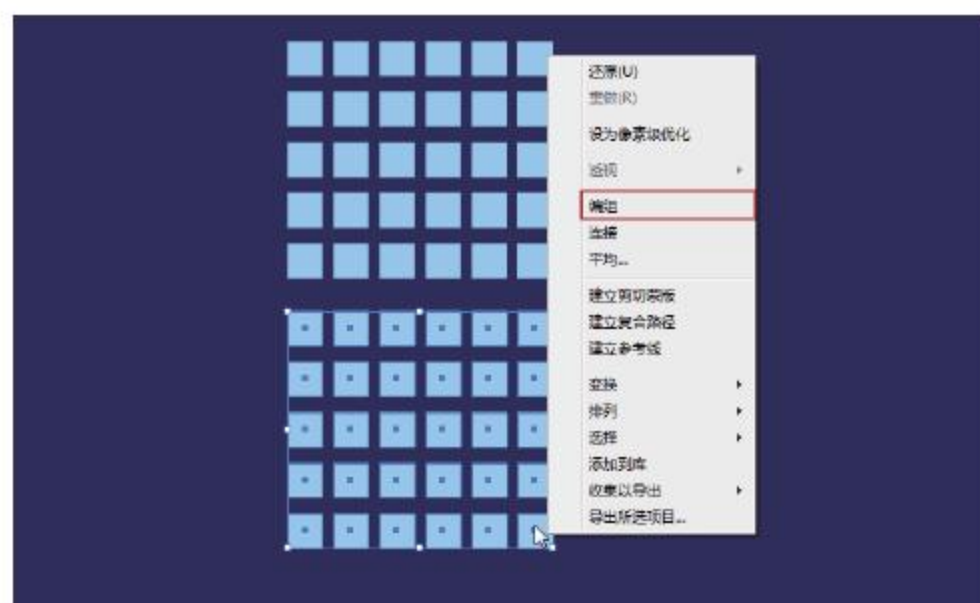 还原(U)
重做(R)
设为像素级优化
透视
编组
连接
平均...
建立剪切蒙版
建立复合路径
建立参考线
变换
排列
选择
添加到库
收集以导出
导出所选项目...